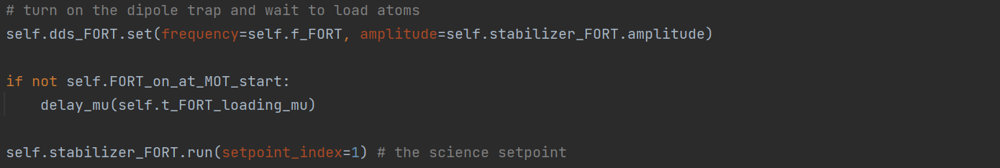 # turn on the dipole trap and wait to load atoms
self.dds_FORT.set(frequency=self.f_FORT, amplitude=self.stabilizer_FORT.amplitude)
if not self.FORT_on_at_MOT_start:
    delay_mu(self.t_FORT_loading_mu)
self.stabilizer_FORT.run(setpoint_index=1) # the science setpoint